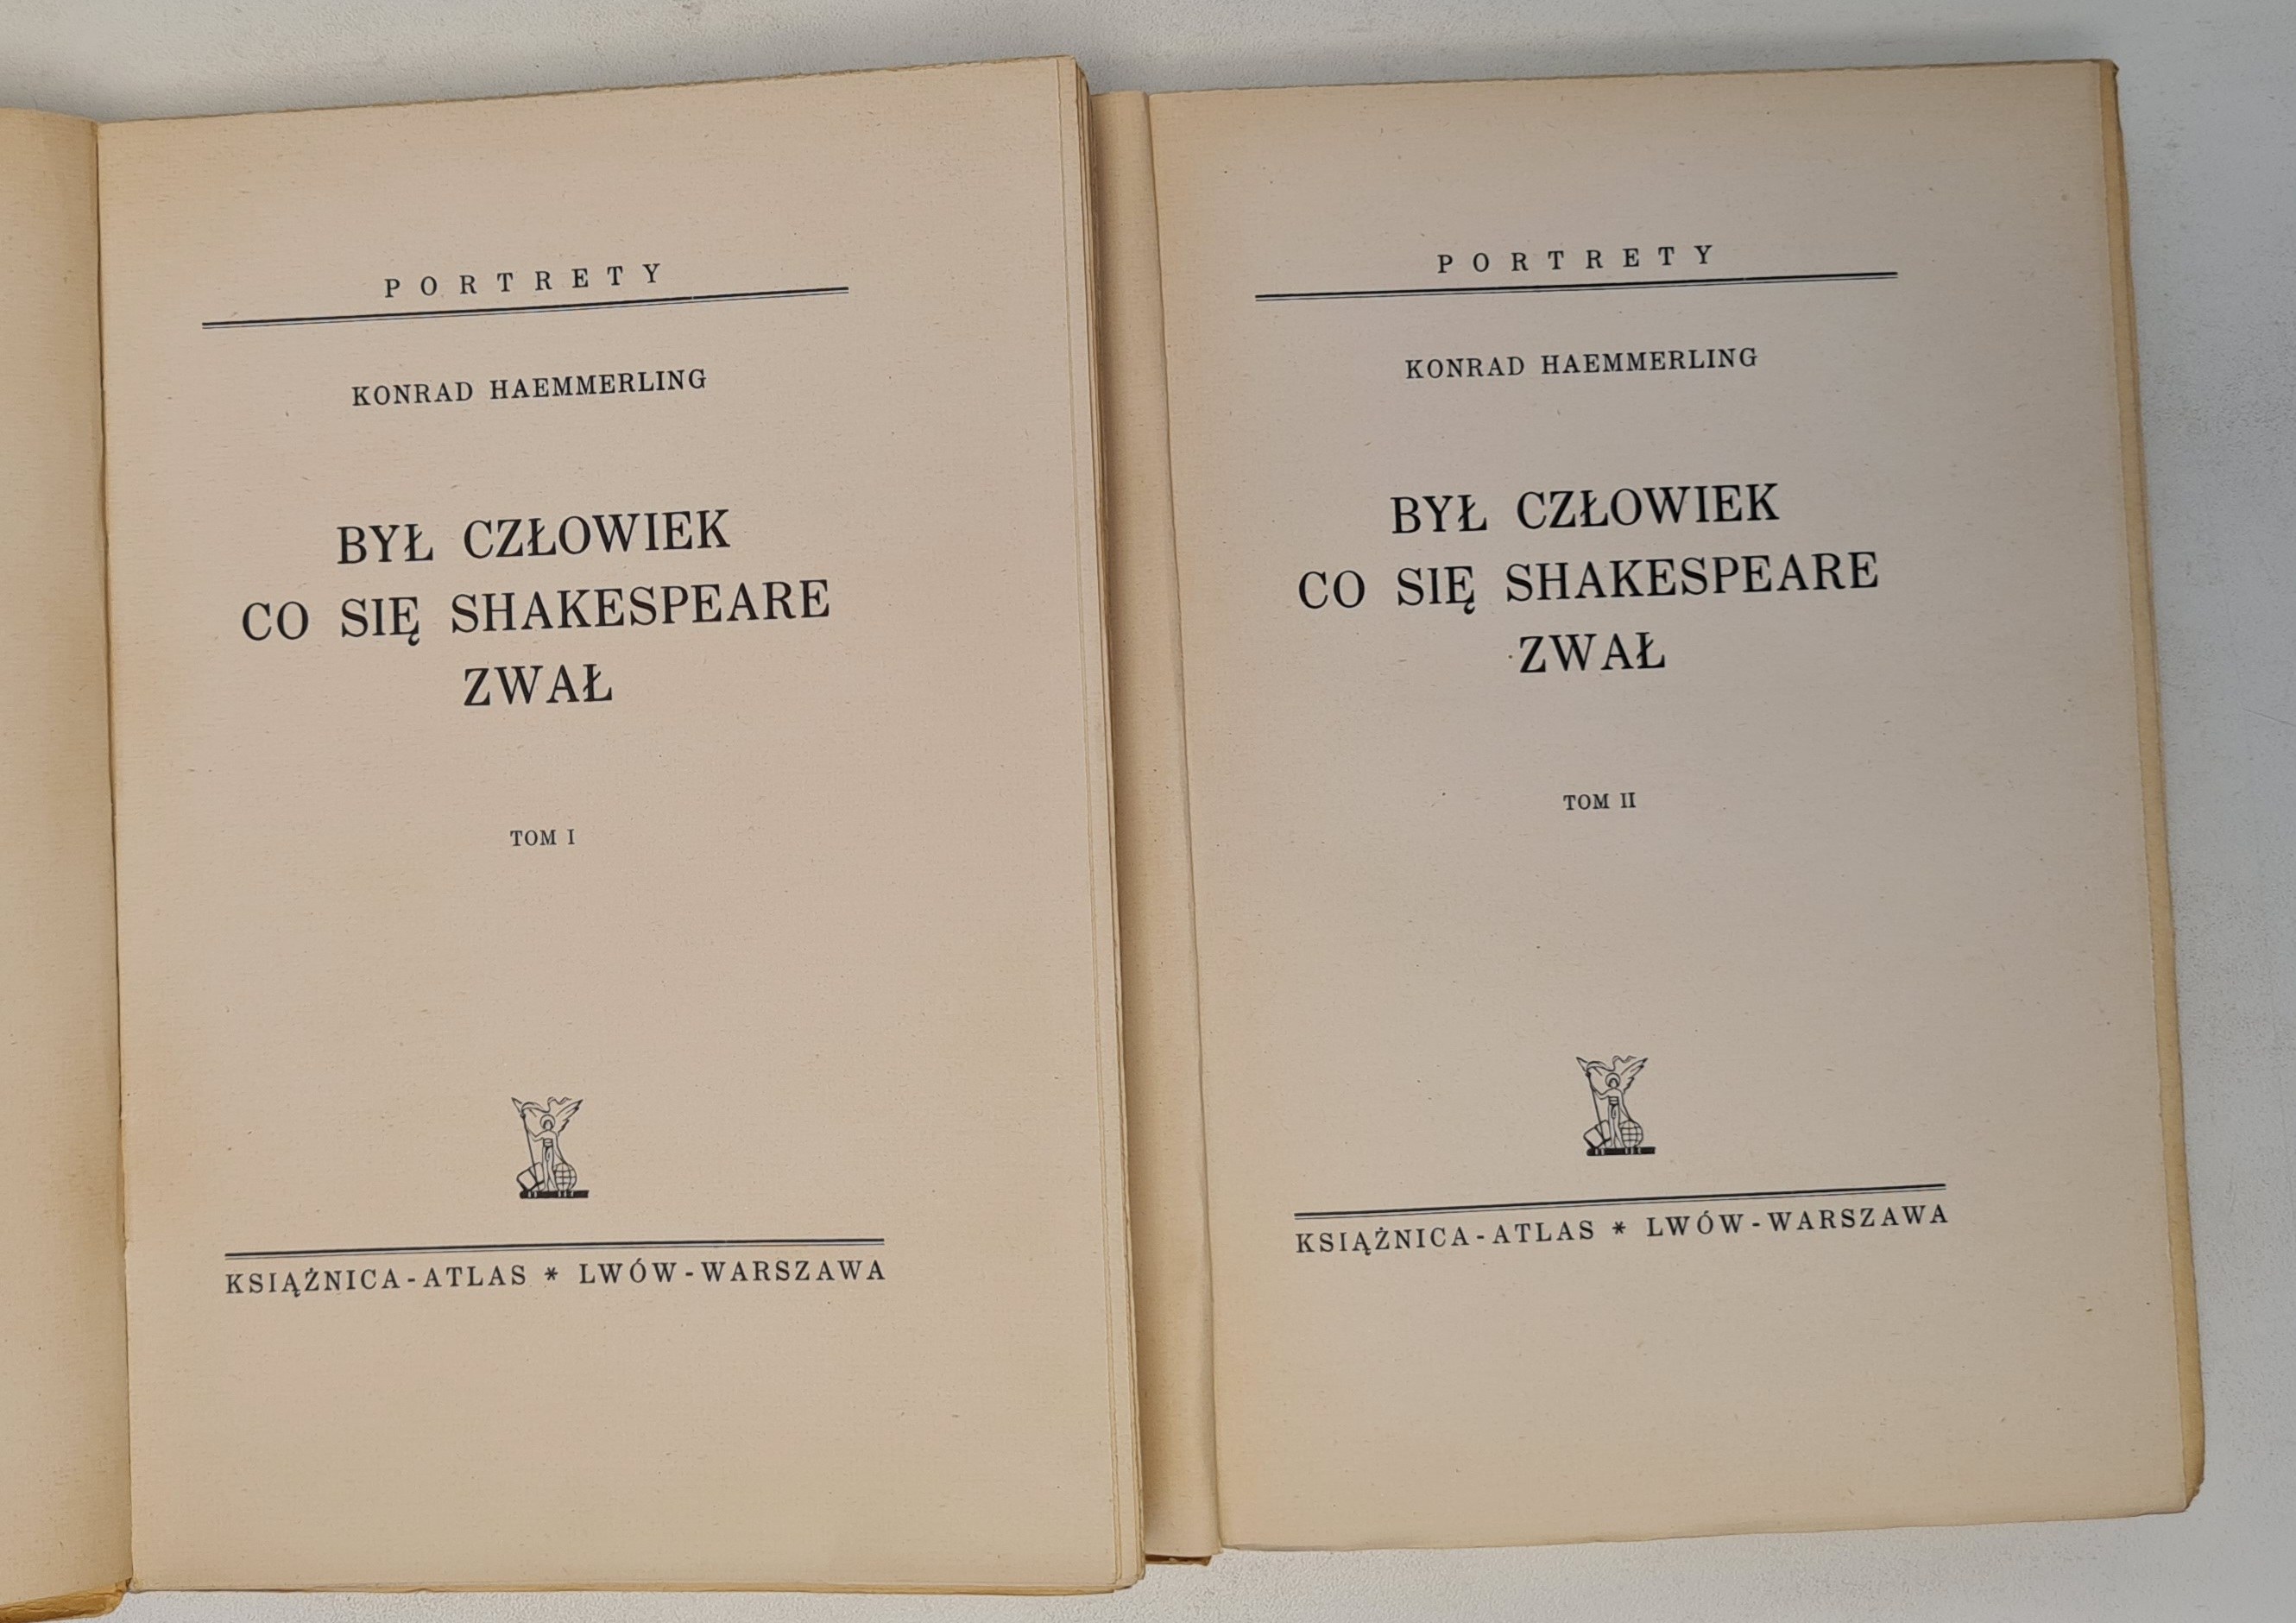 PORTRETY
KONRAD HAEMMERLING
BYŁ CZŁOWIEK
CO SIĘ SHAKESPEARE
ZWAŁ
TOM I
KSIĄŻNICA-ATLAS * LWÓW-WARSZAWA
PORTRETY
KONRAD HAEMMERLING
BYŁ CZŁOWIEK
CO SIĘ SHAKESPEARE
ZWAŁ
TOM II
KSIĄŻNICA-ATLAS * LWÓW-WARSZAWA